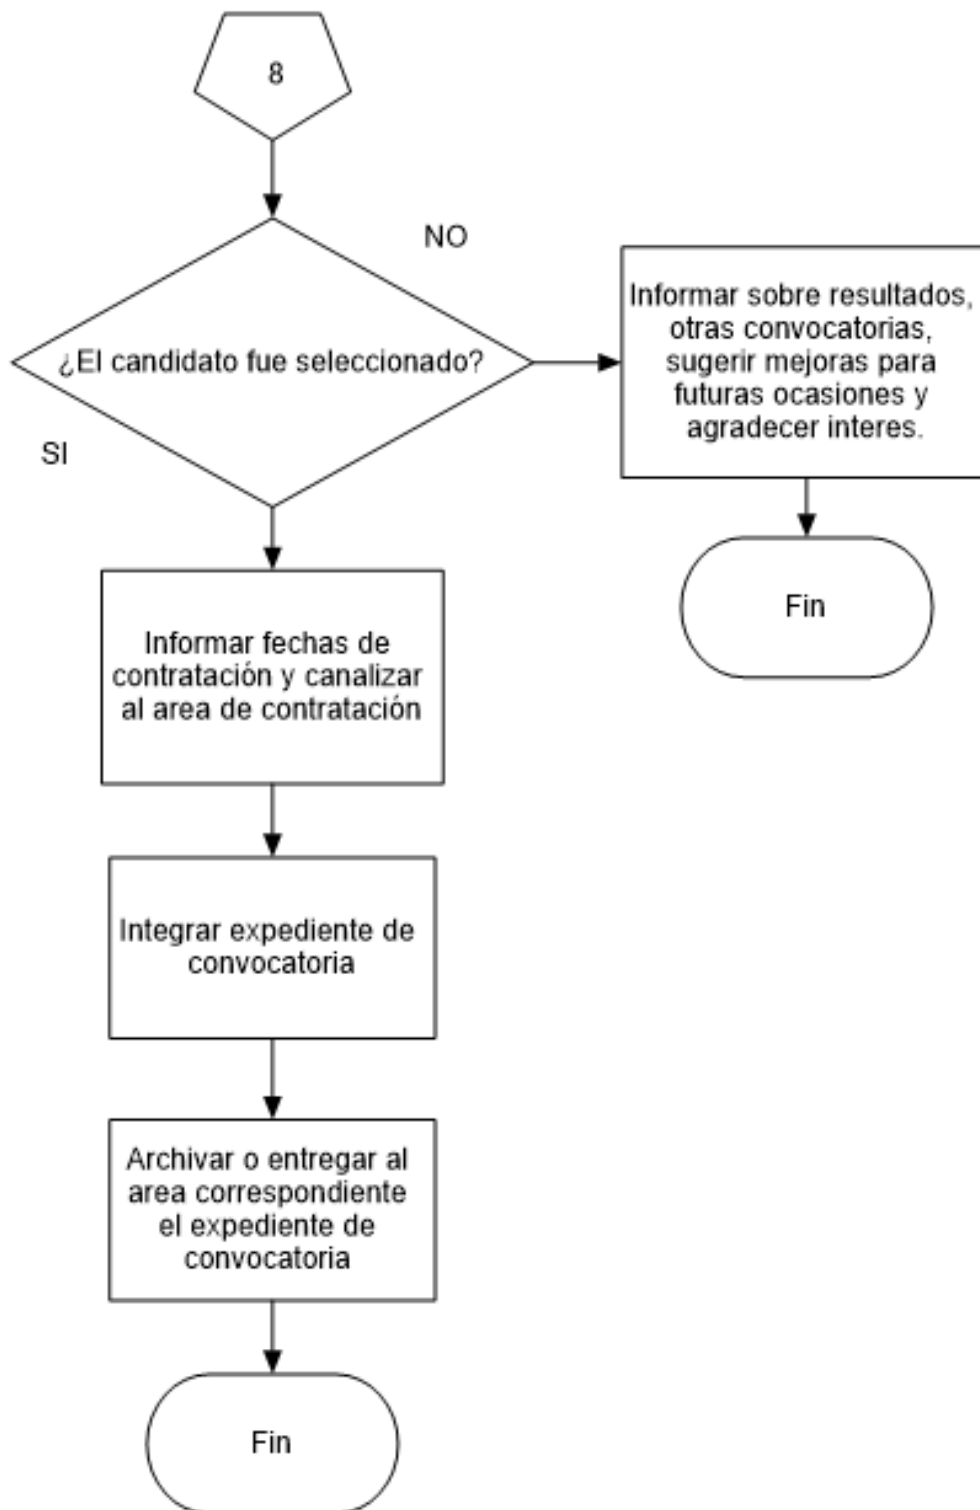 8
NO
¿El candidato fue seleccionado?
SI
Informar sobre resultados,
otras convocatorias,
sugerir mejoras para
futuras ocasiones y
agradecer interes.
Fin
Informar fechas de
contratación y canalizar
al area de contratación
Integrar expediente de
convocatoria
Archivar o entregar al
area correspondiente
el expediente de
convocatoria
Fin